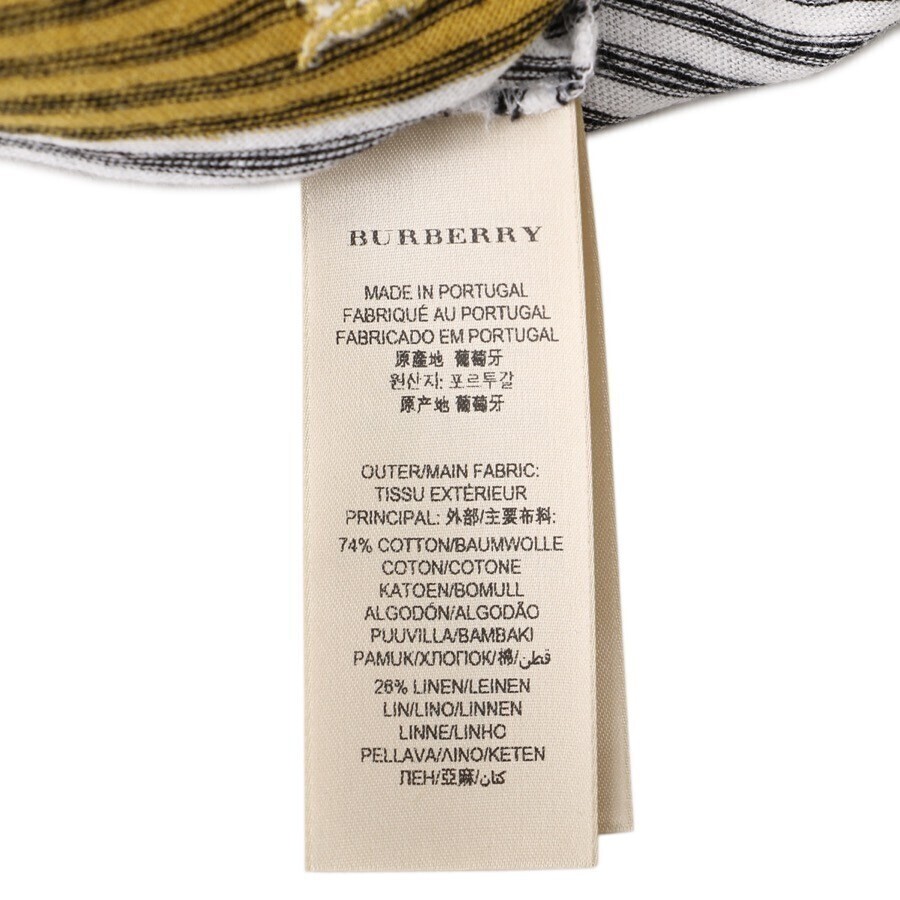 BURBERRY
MADE IN PORTUGAL
FABRIQUÉ AU PORTUGAL
FABRICADO EM PORTUGAL
原產地 葡萄牙
원산지: 포르투갈
原产地 葡萄牙
OUTER/MAIN FABRIC:
TISSU EXTÉRIEUR
PRINCIPAL: 外部/主要布料:
74% COTTON/BAUMWOLLE
COTON/COTONE
KATOEN/BOMULL
ALGODÓN/ALGODÃO
PUUVILLA/BAMBAKI
PAMUK/ХЛОПОК/棉/قطن
26% LINEN/LEINEN
LIN/LINO/LINNEN
LINNE/LINHO
PELLAVA/ΛΙΝΟ/KETEN
ЛЕН/亞麻/كتان